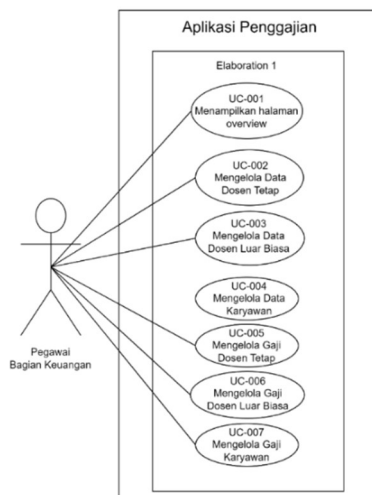 Aplikasi Penggajian
Elaboration 1
UC-001
Menampilkan halaman
overview
UC-002
Mengelola Data
Dosen Tetap
UC-003
Mengelola Data
Dosen Luar Biasa
UC-004
Mengelola Data
Karyawan
UC-005
Mengelola Gaji
Dosen Tetap
UC-006
Mengelola Gaji
Dosen Luar Biasa
UC-007
Mengelola Gaji
Karyawan
Pegawai
Bagian Keuangan